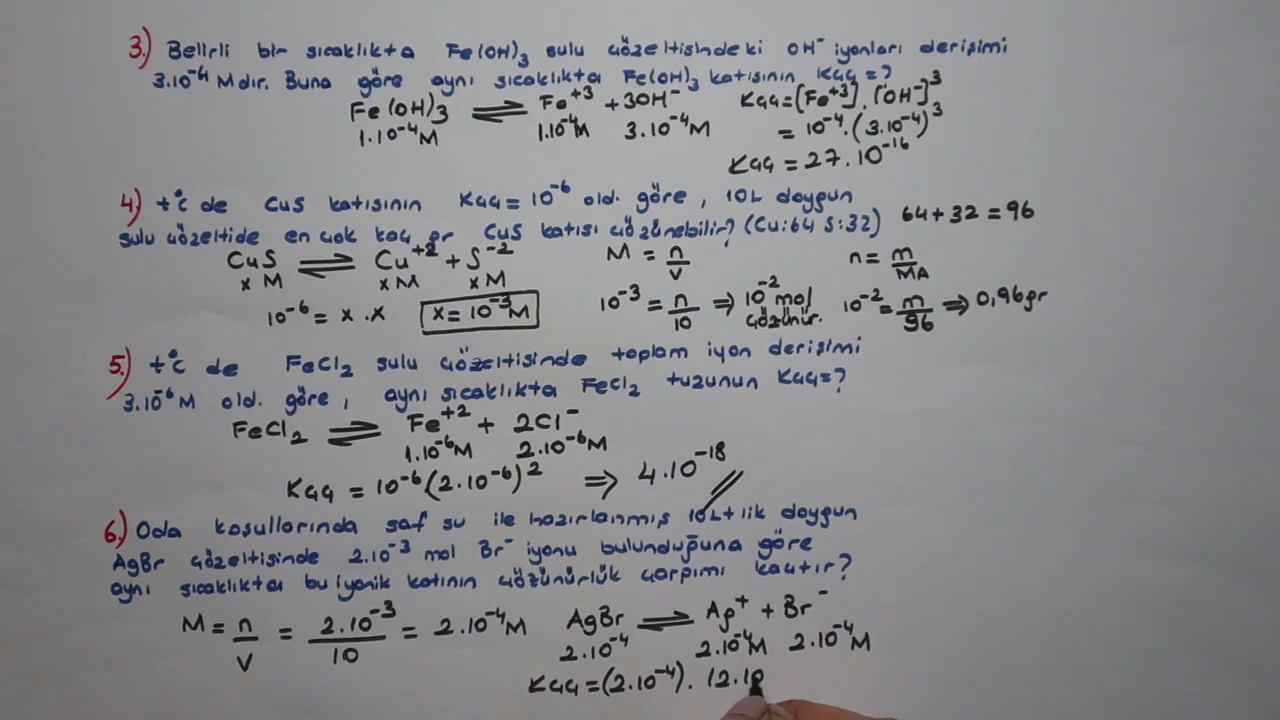 3.) Belirli bir sıcaklıkta Fe(OH)₃ sulu çözeltisindeki OH⁻ iyonları derişimi
3.10⁻⁴ M dır. Buna göre aynı sıcaklıkta Fe(OH)₃ katısının Kçç=?
Fe(OH)₃ ⇌ Fe⁺³ + 3OH⁻ Kçç=[Fe⁺³].[OH⁻]³
1.10⁻⁴M 1.10⁻⁴M 3.10⁻⁴M = 10⁻⁴.(3.10⁻⁴)³
Kçç = 27.10⁻¹⁶
4.) t°C de CuS katısının Kçç= 10⁻⁶ old. göre, 10L doygun
sulu çözeltide en çok kaç gr CuS katısı çözünebilir? (Cu:64 S:32) 64+32=96
CuS ⇌ Cu⁺² + S⁻² M = n/V n = m/MA
x M x M x M
10⁻⁶ = x . x x = 10⁻³M 10⁻³ = n/10 ⇒ 10⁻² mol çözünür. 10⁻² = m/96 ⇒ 0,96gr
5.) t°C de FeCl₂ sulu çözeltisinde toplam iyon derişimi
3.10⁻⁶ M old. göre, aynı sıcaklıkta FeCl₂ tuzunun Kçç=?
FeCl₂ ⇌ Fe⁺² + 2Cl⁻
1.10⁻⁶M 2.10⁻⁶M
Kçç = 10⁻⁶(2.10⁻⁶)² ⇒ 4.10⁻¹⁸
6.) Oda koşullarında saf su ile hazırlanmış 10Lt lik doygun
AgBr çözeltisinde 2.10⁻³ mol Br⁻ iyonu bulunduğuna göre
aynı sıcaklıkta bu iyonik katının çözünürlük çarpımı kaçtır?
M = n/V = 2.10⁻³/10 = 2.10⁻⁴M AgBr ⇌ Ag⁺ + Br⁻
2.10⁻⁴ 2.10⁻⁴M 2.10⁻⁴M
Kçç = (2.10⁻⁴) . (2.10